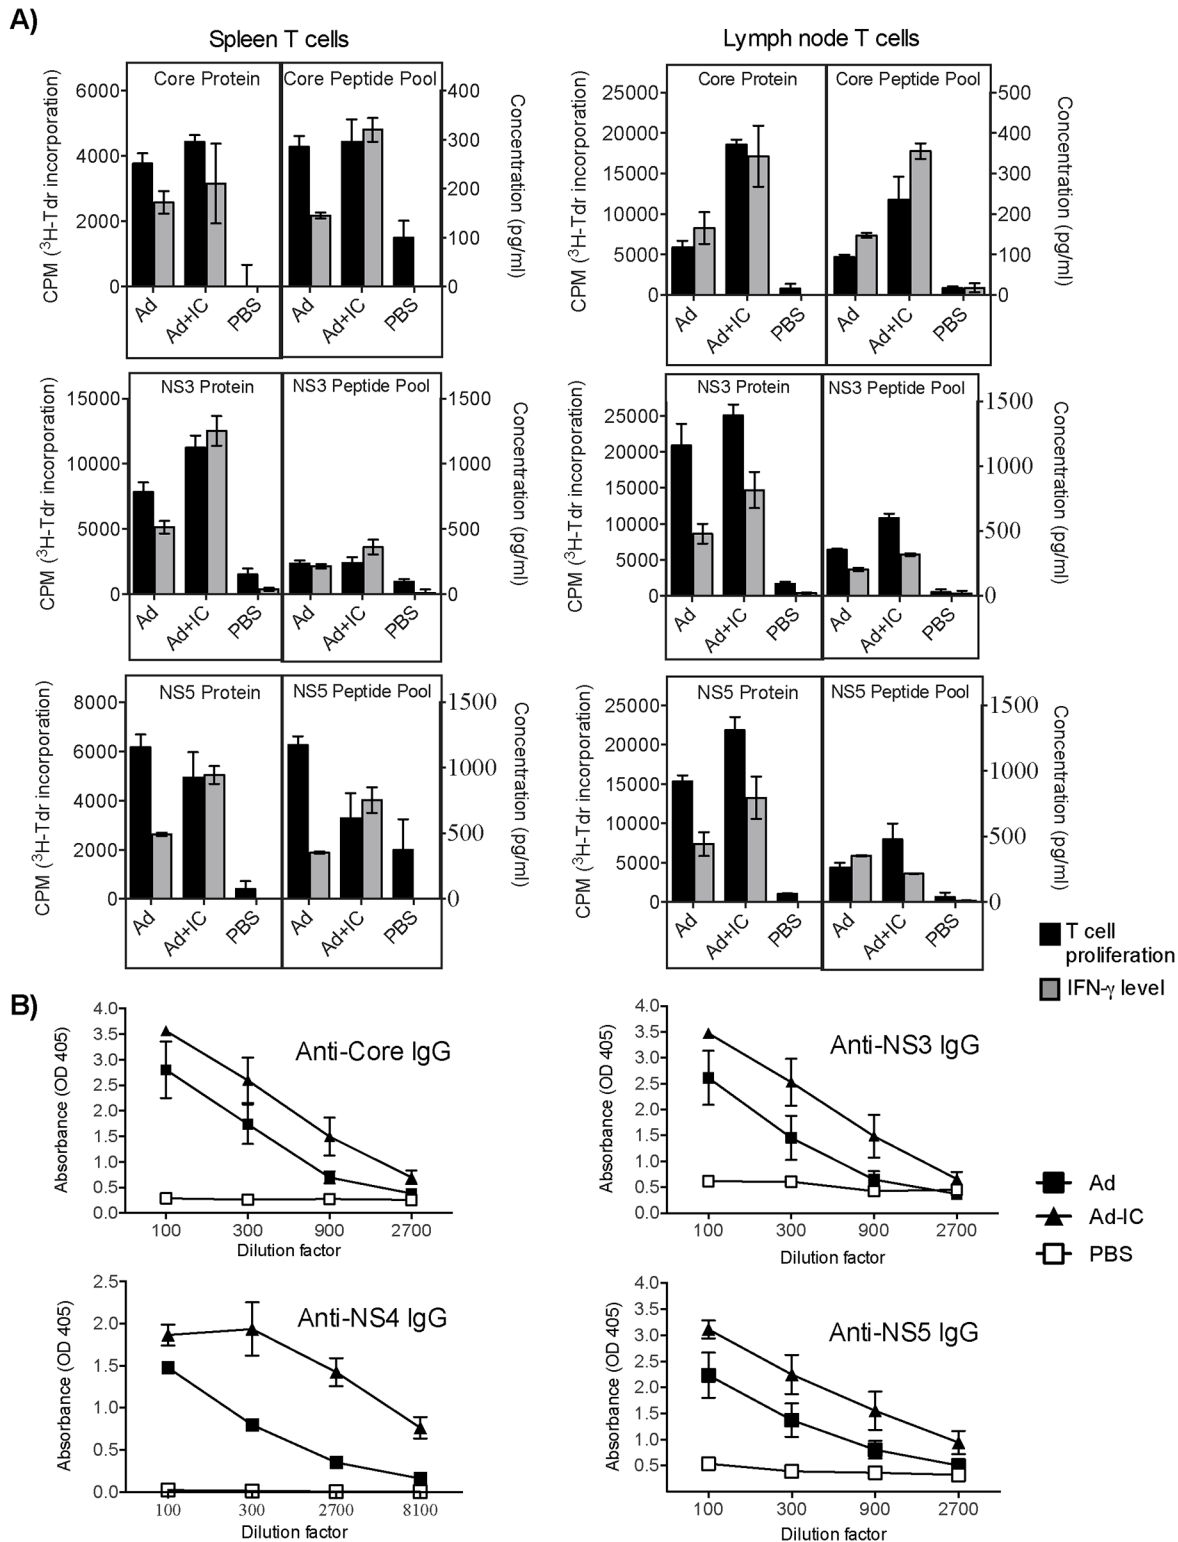 A)
Spleen T cells
Lymph node T cells
CPM (³H-Tdr incorporation)
6000
4000
2000
0
Core Protein
Core Peptide Pool
Ad
Ad+IC
PBS
Ad
Ad+IC
PBS
400
300
200
100
0
Concentration (pg/ml)
CPM (³H-Tdr incorporation)
25000
20000
15000
10000
5000
0
Core Protein
Core Peptide Pool
Ad
Ad+IC
PBS
Ad
Ad+IC
PBS
500
400
300
200
100
0
Concentration (pg/ml)
CPM (³H-Tdr incorporation)
15000
10000
5000
0
NS3 Protein
NS3 Peptide Pool
Ad
Ad+IC
PBS
Ad
Ad+IC
PBS
1500
1000
500
0
Concentration (pg/ml)
CPM (³H-Tdr incorporation)
25000
20000
15000
10000
5000
0
NS3 Protein
NS3 Peptide Pool
Ad
Ad+IC
PBS
Ad
Ad+IC
PBS
1500
1000
500
0
Concentration (pg/ml)
CPM (³H-Tdr incorporation)
8000
6000
4000
2000
0
NS5 Protein
NS5 Peptide Pool
Ad
Ad+IC
PBS
Ad
Ad+IC
PBS
1500
1000
500
0
Concentration (pg/ml)
CPM (³H-Tdr incorporation)
25000
20000
15000
10000
5000
0
NS5 Protein
NS5 Peptide Pool
Ad
Ad+IC
PBS
Ad
Ad+IC
PBS
1500
1000
500
0
Concentration (pg/ml)
T cell
proliferation
IFN-γ level
B)
Absorbance (OD 405)
4.0
3.5
3.0
2.5
2.0
1.5
1.0
0.5
0.0
Anti-Core IgG
100 300 900 2700
Dilution factor
Absorbance (OD 405)
4.0
3.5
3.0
2.5
2.0
1.5
1.0
0.5
0.0
Anti-NS3 IgG
100 300 900 2700
Dilution factor
Ad
Ad-IC
PBS
Absorbance (OD 405)
2.5
2.0
1.5
1.0
0.5
0.0
Anti-NS4 IgG
100 300 2700 8100
Dilution factor
Absorbance (OD 405)
4.0
3.5
3.0
2.5
2.0
1.5
1.0
0.5
Anti-NS5 IgG
100 300 900 2700
Dilution factor